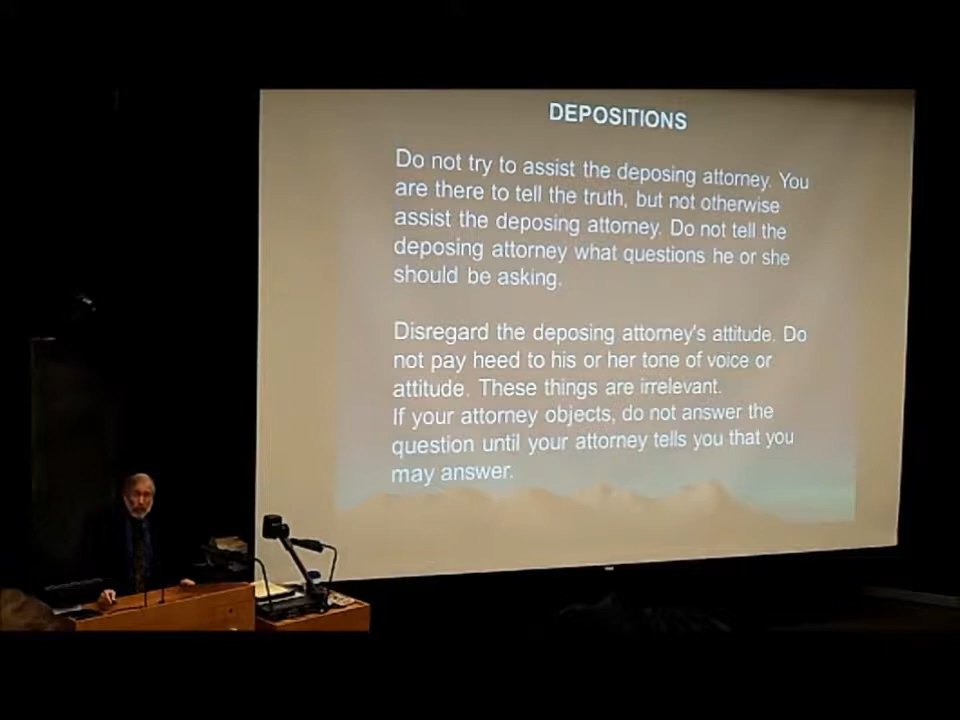 DEPOSITIONS
Do not try to assist the deposing attorney. You
are there to tell the truth, but not otherwise
assist the deposing attorney. Do not tell the
deposing attorney what questions he or she
should be asking.
Disregard the deposing attorney's attitude. Do
not pay heed to his or her tone of voice or
attitude. These things are irrelevant.
If your attorney objects, do not answer the
question until your attorney tells you that you
may answer.